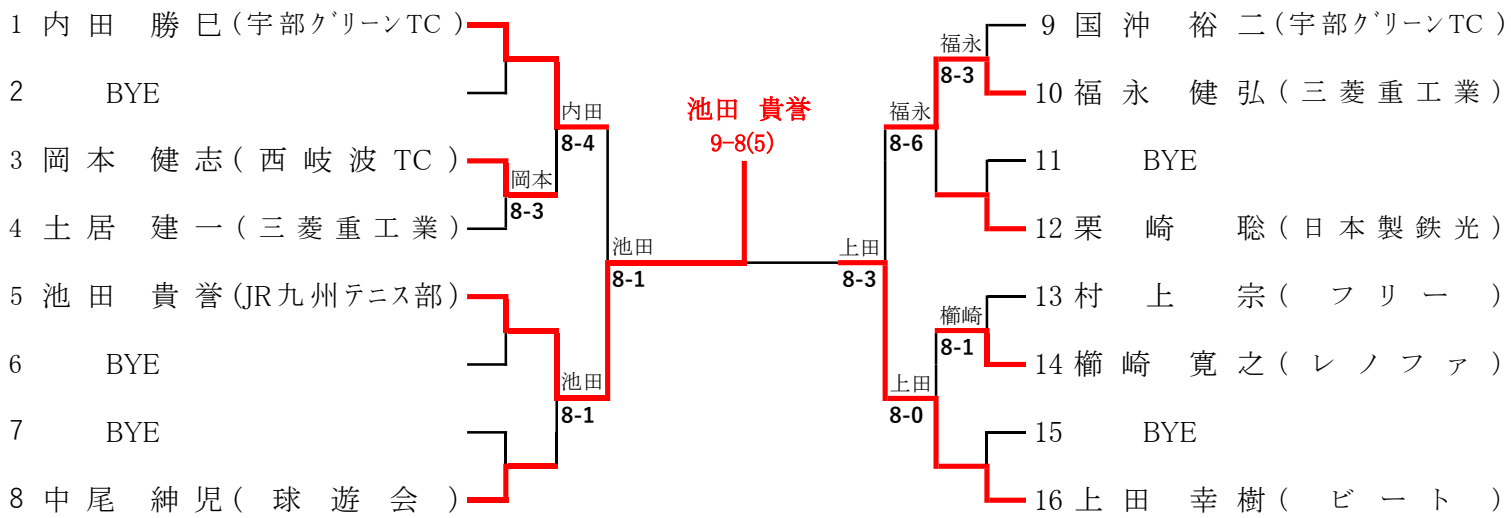 1 内田 勝巳(宇部グリーンTC)
2 BYE
内田
8-4
3 岡本 健志(西岐波TC)
岡本
8-3
4 土居 建一(三菱重工業)
池田
8-1
5 池田 貴誉(JR九州テニス部)
6 BYE
池田
8-1
7 BYE
8 中尾 紳児(球遊会)
池田 貴誉
9-8(5)
9 国沖 裕二(宇部グリーンTC)
福永
8-3
10 福永 健弘(三菱重工業)
福永
8-6
11 BYE
12 栗崎 聡(日本製鉄光)
上田
8-3
13 村上 宗(フリー)
櫛崎
8-1
14 櫛崎 寛之(レノファ)
上田
8-0
15 BYE
16 上田 幸樹(ビート)